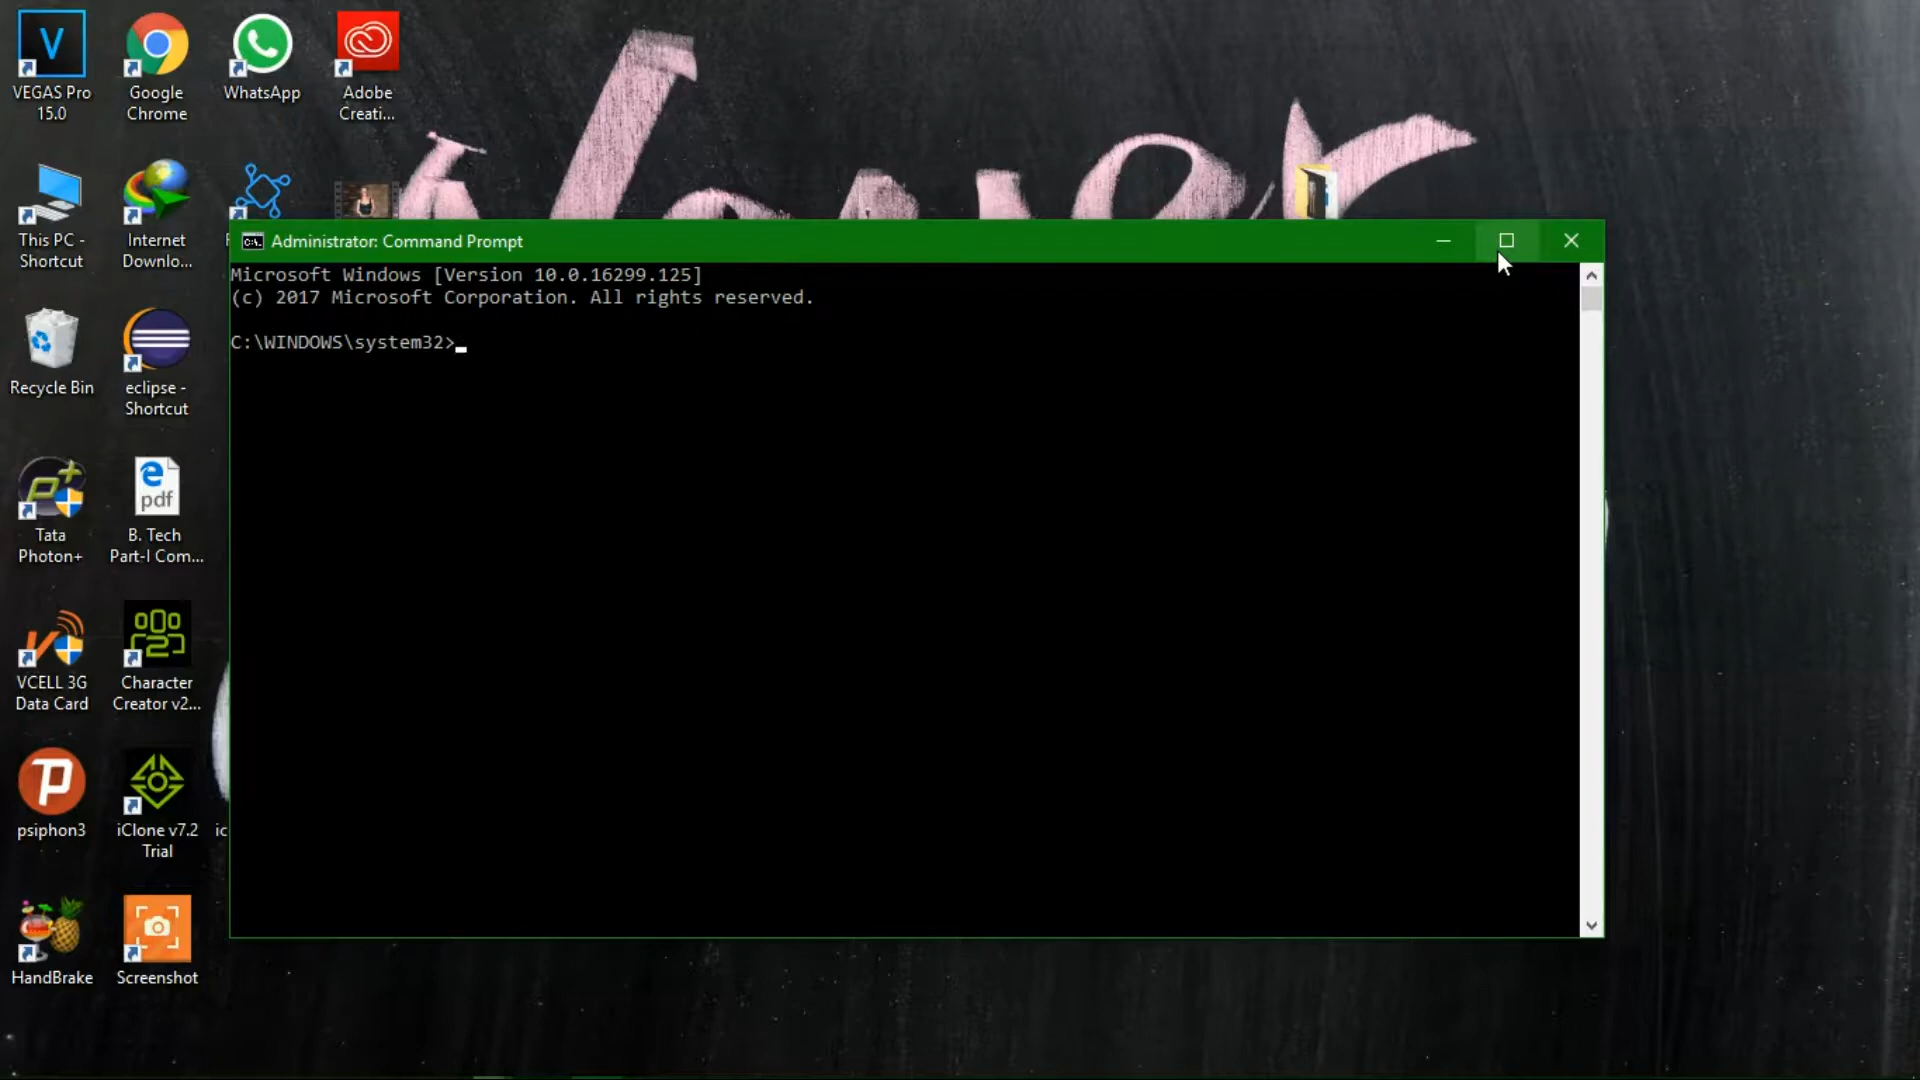 VEGAS Pro
15.0
Google
Chrome
WhatsApp
Adobe
Creati...
This PC -
Shortcut
Internet
Downlo...
Recycle Bin
eclipse -
Shortcut
Tata
Photon+
pdf
B. Tech
Part-I Com...
VCELL 3G
Data Card
Character
Creator v2...
psiphon3
iClone v7.2
Trial
ic
HandBrake
Screenshot
Administrator: Command Prompt
Microsoft Windows [Version 10.0.16299.125]
(c) 2017 Microsoft Corporation. All rights reserved.
C:\WINDOWS\system32>